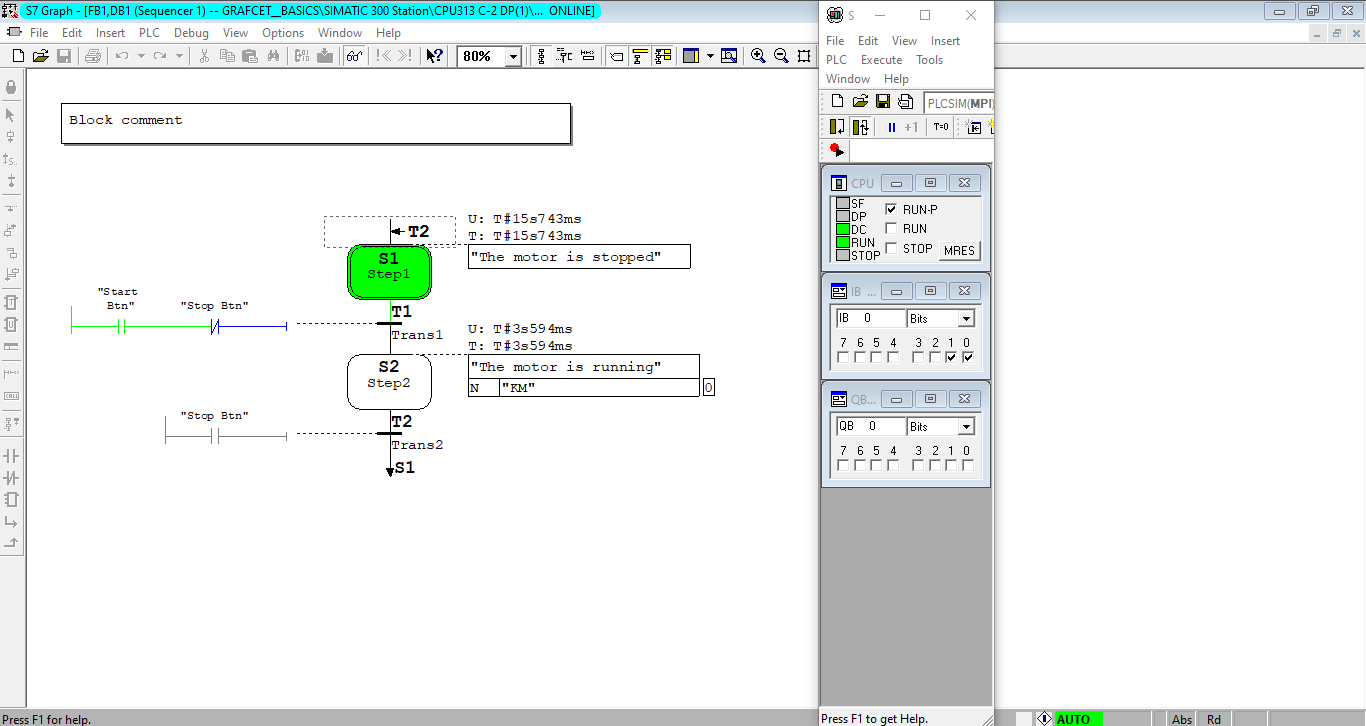 S7 Graph - [FB1,DB1 (Sequencer 1) -- GRAFCET__BASICS\SIMATIC 300 Station\CPU313 C-2 DP(1)\... ONLINE]
File Edit Insert PLC Debug View Options Window Help
80%
Block comment
T2
U: T#15s743ms
T: T#15s743ms
S1
Step1
"The motor is stopped"
"Start
Btn"
"Stop Btn"
T1
Trans1
U: T#3s594ms
T: T#3s594ms
S2
Step2
"The motor is running"
N "KM" 0
"Stop Btn"
T2
Trans2
S1
Press F1 for help.
S
File Edit View Insert
PLC Execute Tools
Window Help
PLCSIM(MPI)
+1 T=0
CPU
SF
DP
DC
RUN
STOP
RUN-P
RUN
STOP
MRES
IB ...
IB 0 Bits
7 6 5 4 3 2 1 0
QB...
QB 0 Bits
7 6 5 4 3 2 1 0
Press F1 to get Help.
AUTO Abs Rd